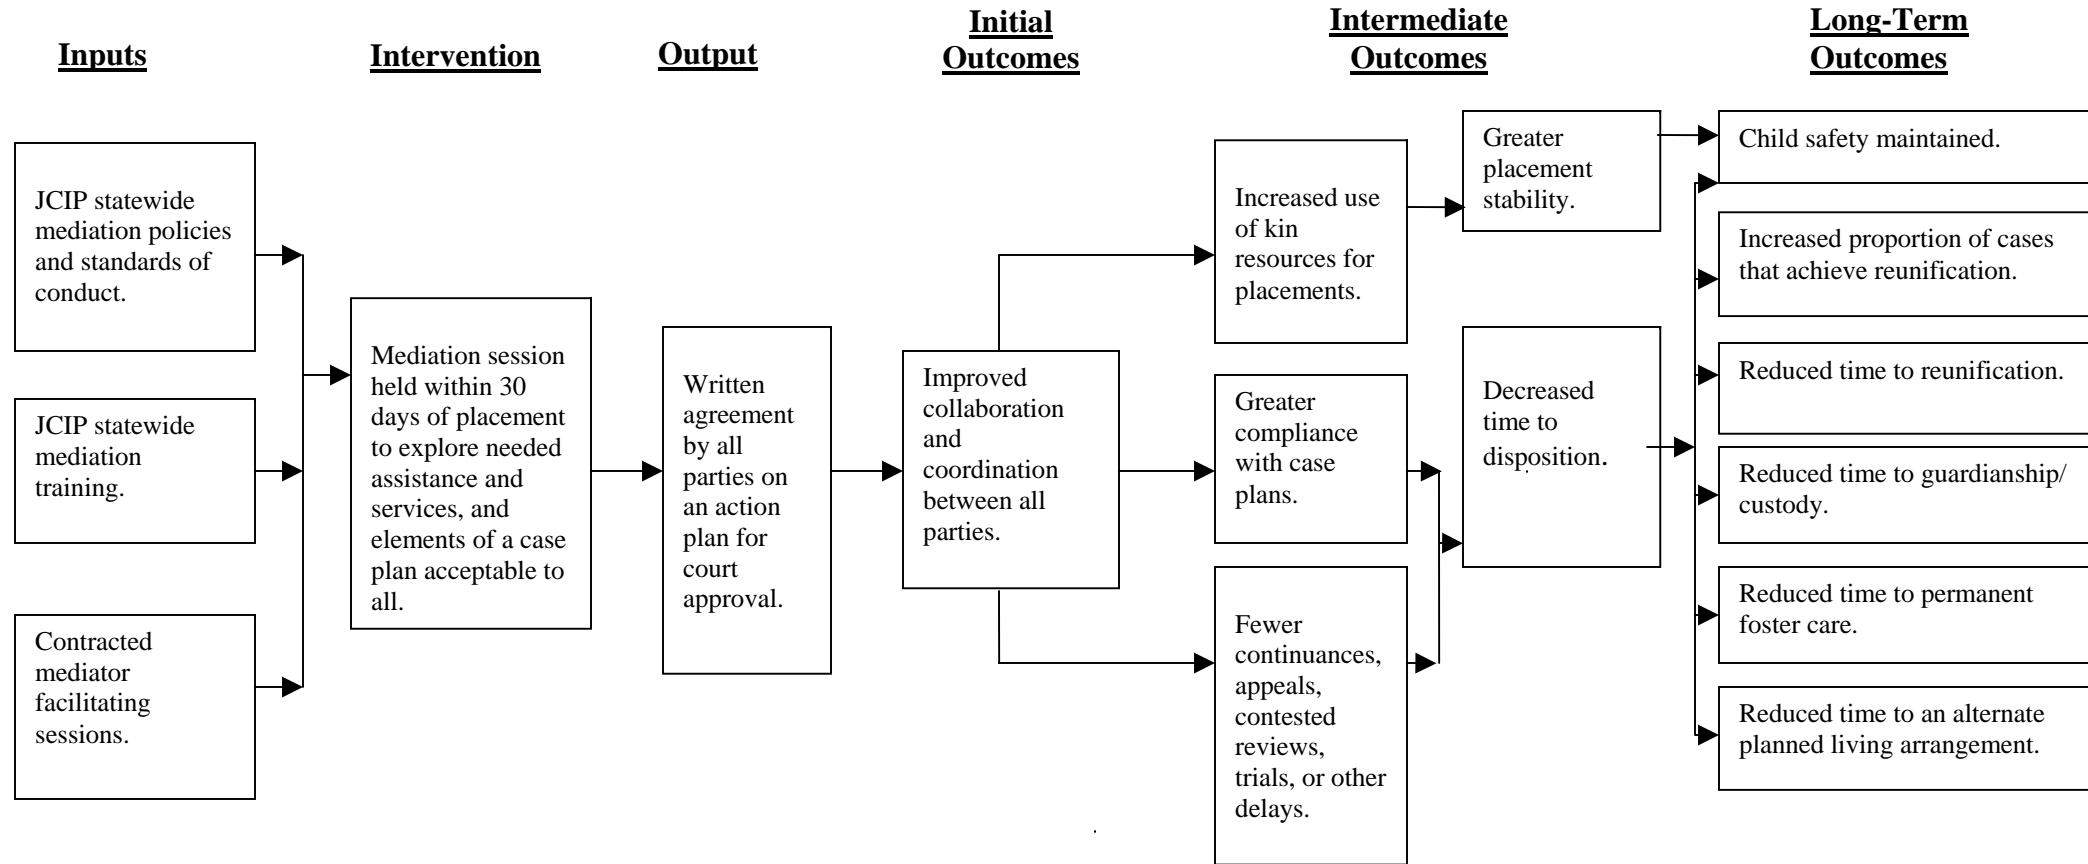 Inputs
Intervention
Output
Initial
Outcomes
Intermediate
Outcomes
Long-Term
Outcomes
JCIP statewide
mediation policies
and standards of
conduct.
JCIP statewide
mediation
training.
Contracted
mediator
facilitating
sessions.
Mediation session
held within 30
days of placement
to explore needed
assistance and
services, and
elements of a case
plan acceptable to
all.
Written
agreement
by all
parties on
an action
plan for
court
approval.
Improved
collaboration
and
coordination
between all
parties.
Increased use
of kin
resources for
placements.
Greater
compliance
with case
plans.
Fewer
continuances,
appeals,
contested
reviews,
trials, or other
delays.
Greater
placement
stability.
Decreased
time to
disposition.
Child safety maintained.
Increased proportion of cases
that achieve reunification.
Reduced time to reunification.
Reduced time to guardianship/
custody.
Reduced time to permanent
foster care.
Reduced time to an alternate
planned living arrangement.